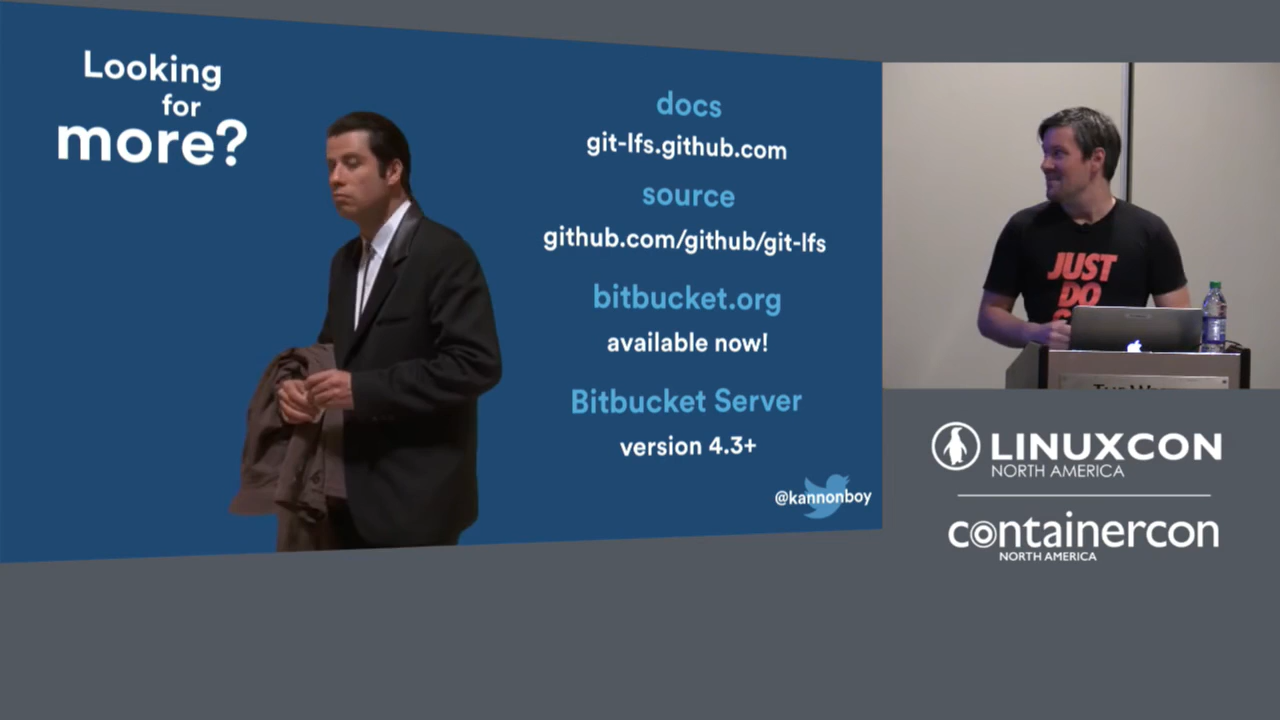 Looking
for
more?
docs
git-lfs.github.com
source
github.com/github/git-lfs
bitbucket.org
available now!
Bitbucket Server
version 4.3+
@kannonboy
JUST
DO
LINUXCON
NORTH AMERICA
containercon
NORTH AMERICA